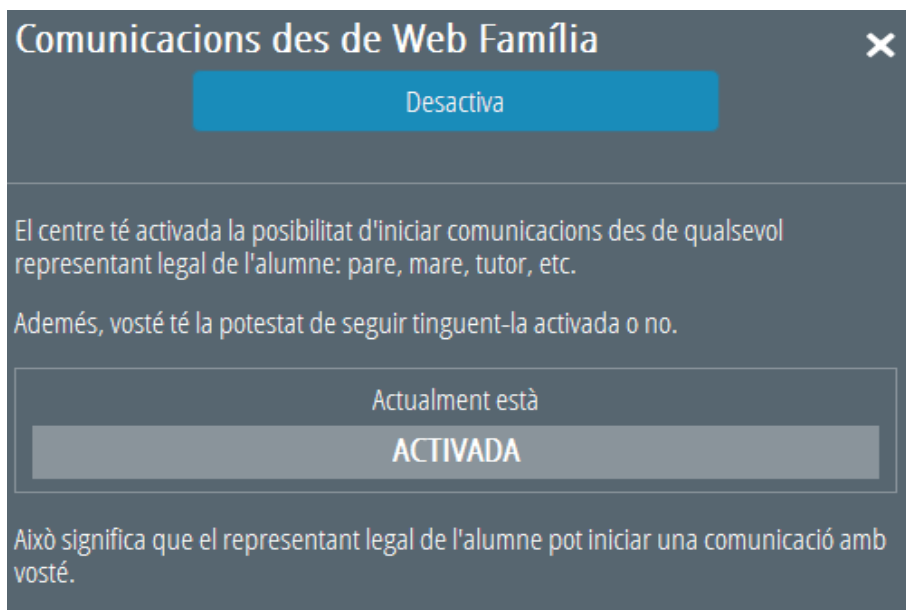 Comunicacions des de Web Família
Desactiva
El centre té activada la posibilitat d'iniciar comunicacions des de qualsevol
representant legal de l'alumne: pare, mare, tutor, etc.
Ademés, vosté té la potestat de seguir tinguent-la activada o no.
Actualment està
ACTIVADA
Això significa que el representant legal de l'alumne pot iniciar una comunicació amb
vosté.